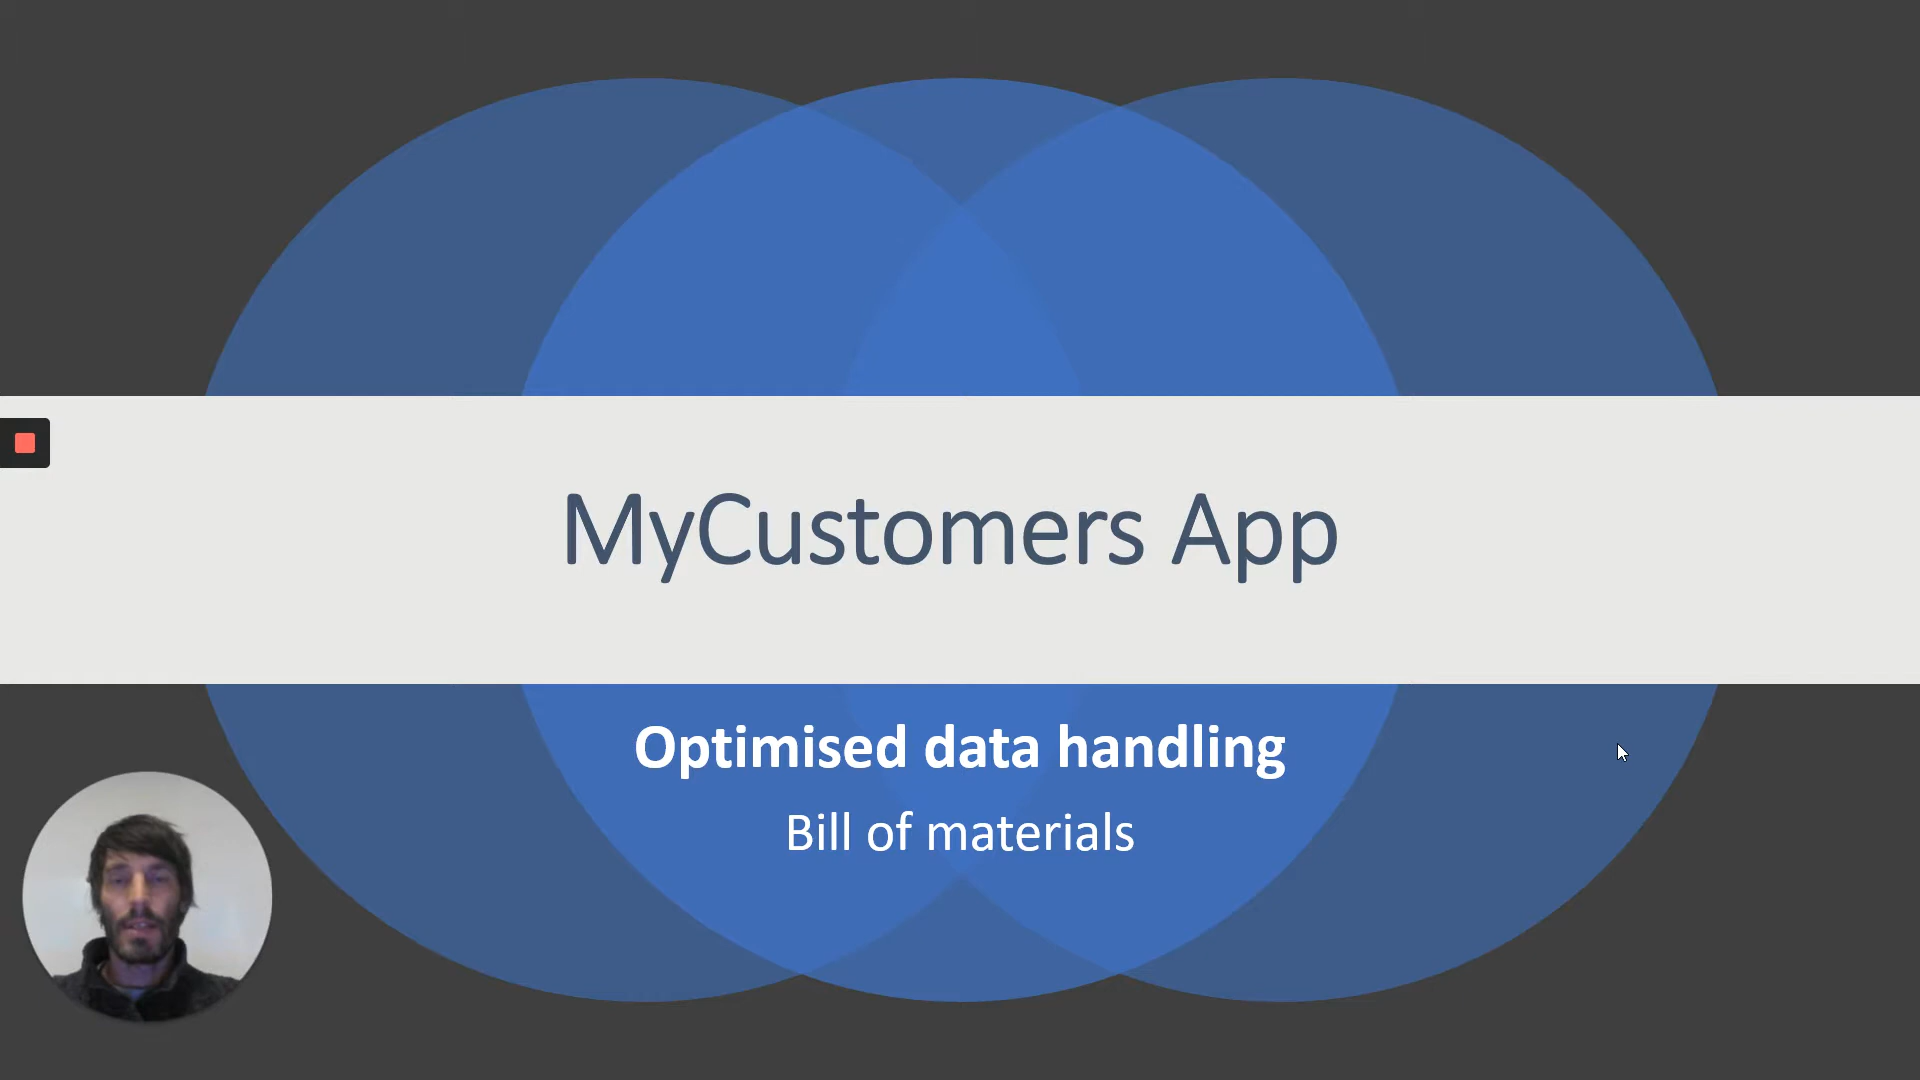 MyCustomers App
Optimised data handling
Bill of materials